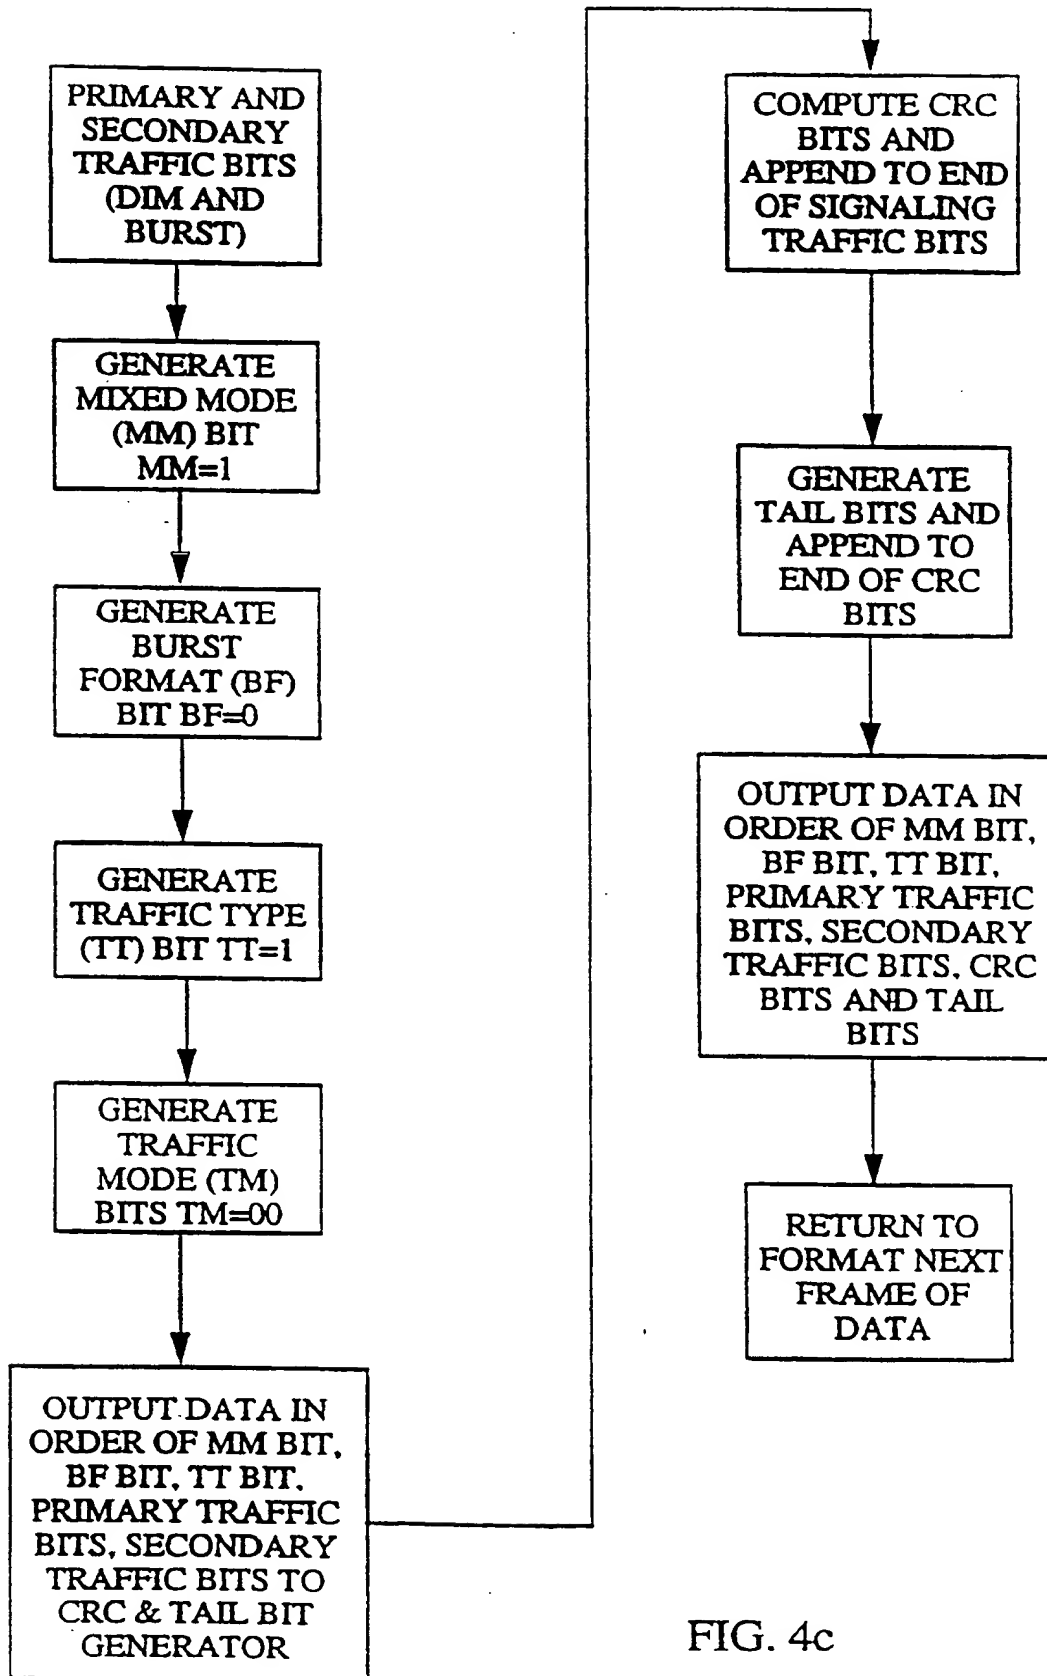 PRIMARY AND
SECONDARY
TRAFFIC BITS
(DIM AND
BURST)
GENERATE
MIXED MODE
(MM) BIT
MM=1
GENERATE
BURST
FORMAT (BF)
BIT BF=0
GENERATE
TRAFFIC TYPE
(TT) BIT TT=1
GENERATE
TRAFFIC
MODE (TM)
BITS TM=00
OUTPUT DATA IN
ORDER OF MM BIT,
BF BIT, TT BIT,
PRIMARY TRAFFIC
BITS, SECONDARY
TRAFFIC BITS TO
CRC & TAIL BIT
GENERATOR
COMPUTE CRC
BITS AND
APPEND TO END
OF SIGNALING
TRAFFIC BITS
GENERATE
TAIL BITS AND
APPEND TO
END OF CRC
BITS
OUTPUT DATA IN
ORDER OF MM BIT,
BF BIT, TT BIT,
PRIMARY TRAFFIC
BITS, SECONDARY
TRAFFIC BITS, CRC
BITS AND TAIL
BITS
RETURN TO
FORMAT NEXT
FRAME OF
DATA
FIG. 4c